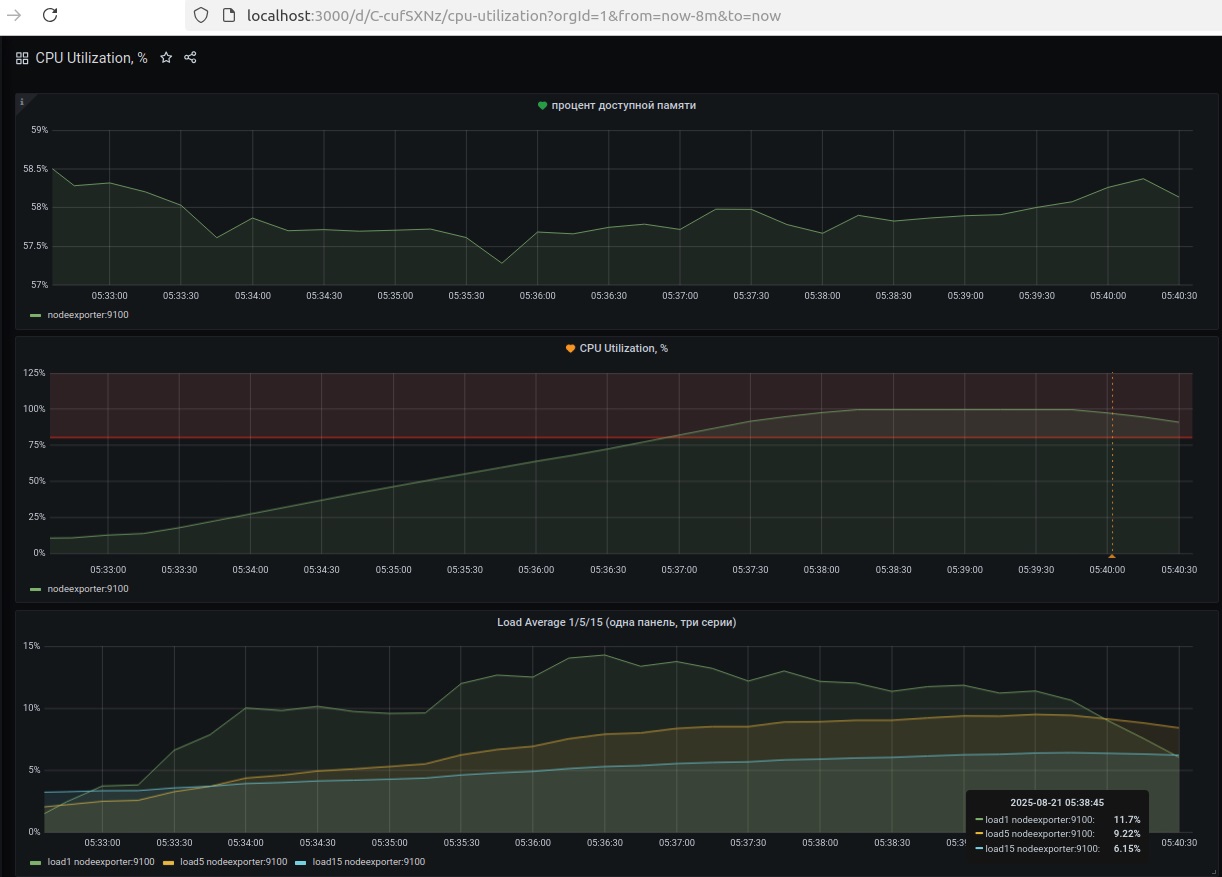 localhost:3000/d/C-cufSXNz/cpu-utilization?orgId=1&from=now-8m&to=now
CPU Utilization, %
i
процент доступной памяти
59%
58.5%
58%
57.5%
57%
05:33:00 05:33:30 05:34:00 05:34:30 05:35:00 05:35:30 05:36:00 05:36:30 05:37:00 05:37:30 05:38:00 05:38:30 05:39:00 05:39:30 05:40:00 05:40:30
nodeexporter:9100
CPU Utilization, %
125%
100%
75%
50%
25%
0%
05:33:00 05:33:30 05:34:00 05:34:30 05:35:00 05:35:30 05:36:00 05:36:30 05:37:00 05:37:30 05:38:00 05:38:30 05:39:00 05:39:30 05:40:00 05:40:30
nodeexporter:9100
Load Average 1/5/15 (одна панель, три серии)
15%
10%
5%
0%
2025-08-21 05:38:45
load1 nodeexporter:9100: 11.7%
load5 nodeexporter:9100: 9.22%
load15 nodeexporter:9100: 6.15%
05:33:00 05:33:30 05:34:00 05:34:30 05:35:00 05:35:30 05:36:00 05:36:30 05:37:00 05:37:30 05:38:00 05:38:30 05:40:30
load1 nodeexporter:9100 load5 nodeexporter:9100 load15 nodeexporter:9100